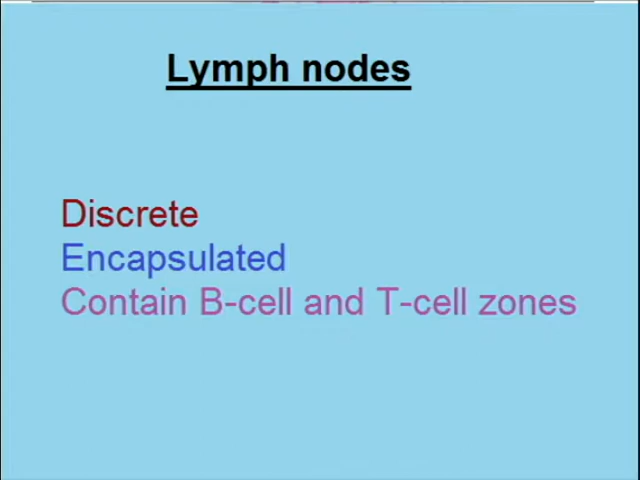 Lymph nodes
Discrete
Encapsulated
Contain B-cell and T-cell zones